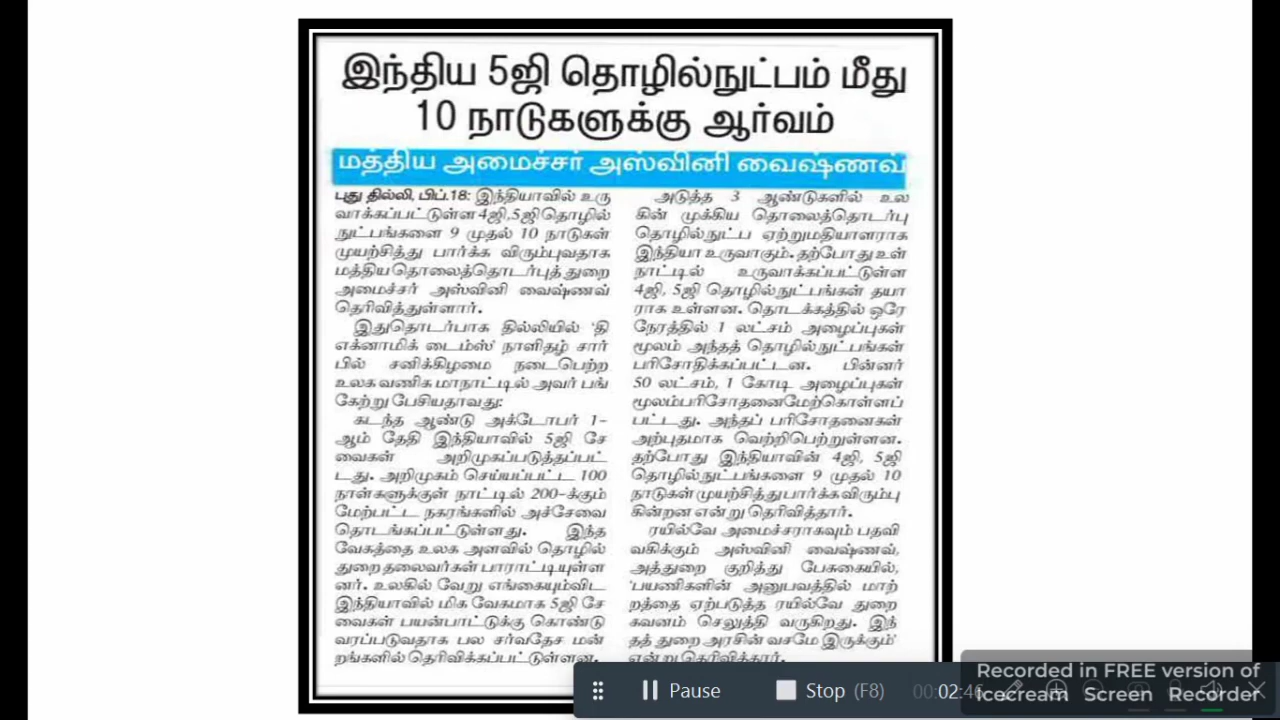 இந்திய 5ஜி தொழில்நுட்பம் மீது
10 நாடுகளுக்கு ஆர்வம்
மத்திய அமைச்சர் அஸ்வினி வைஷ்ணவ்
புது தில்லி, பிப்.18: இந்தியாவில் உரு
வாக்கப்பட்டுள்ள 4ஜி,5ஜி தொழில்
நுட்பங்களை 9 முதல் 10 நாடுகள்
முயற்சித்து பார்க்க விரும்புவதாக
மத்திய தொலைத்தொடர்புத் துறை
அமைச்சர் அஸ்வினி வைஷ்ணவ்
தெரிவித்துள்ளார்.
இதுதொடர்பாக தில்லியில் 'தி
எக்னாமிக் டைம்ஸ்' நாளிதழ் சார்
பில் சனிக்கிழமை நடைபெற்ற
உலக வணிக மாநாட்டில் அவர் பங்
கேற்று பேசியதாவது:
கடந்த ஆண்டு அக்டோபர் 1-
ஆம் தேதி இந்தியாவில் 5ஜி சே
வைகள் அறிமுகப்படுத்தப்பட்
டது. அறிமுகம் செய்யப்பட்ட 100
நாள்களுக்குள் நாட்டில் 200-க்கும்
மேற்பட்ட நகரங்களில் அச்சேவை
தொடங்கப்பட்டுள்ளது. இந்த
வேகத்தை உலக அளவில் தொழில்
துறை தலைவர்கள் பாராட்டியுள்ள
னர். உலகில் வேறு எங்கையும்விட
இந்தியாவில் மிக வேகமாக 5ஜி சே
வைகள் பயன்பாட்டுக்கு கொண்டு
வரப்படுவதாக பல சர்வதேச மன்
றங்களில் தெரிவிக்கப்பட்டுள்ளன.
அடுத்த 3 ஆண்டுகளில் உல
கின் முக்கிய தொலைத்தொடர்பு
தொழில்நுட்ப ஏற்றுமதியாளராக
இந்தியா உருவாகும். தற்போது உள்
நாட்டில் உருவாக்கப்பட்டுள்ள
4ஜி, 5ஜி தொழில்நுட்பங்கள் தயா
ராக உள்ளன. தொடக்கத்தில் ஒரே
நேரத்தில் 1 லட்சம் அழைப்புகள்
மூலம் அந்தத் தொழில்நுட்பங்கள்
பரிசோதிக்கப்பட்டன. பின்னர்
50 லட்சம், 1 கோடி அழைப்புகள்
மூலம்பரிசோதனைமேற்கொள்ளப்
பட்டது. அந்தப் பரிசோதனைகள்
அற்புதமாக வெற்றிபெற்றுள்ளன.
தற்போது இந்தியாவின் 4ஜி, 5ஜி
தொழில்நுட்பங்களை 9 முதல் 10
நாடுகள் முயற்சித்து பார்க்க விரும்பு
கின்றன என்று தெரிவித்தார்.
ரயில்வே அமைச்சராகவும் பதவி
வகிக்கும் அஸ்வினி வைஷ்ணவ்,
அத்துறை குறித்து பேசுகையில்,
'பயணிகளின் அனுபவத்தில் மாற்
றத்தை ஏற்படுத்த ரயில்வே துறை
கவனம் செலுத்தி வருகிறது. இந்
தத் துறை அரசின் வசமே இருக்கும்'
என்று தெரிவித்தார்.
Pause Stop (F8) 00:02:46
Recorded in FREE version of
Icecream Screen Recorder